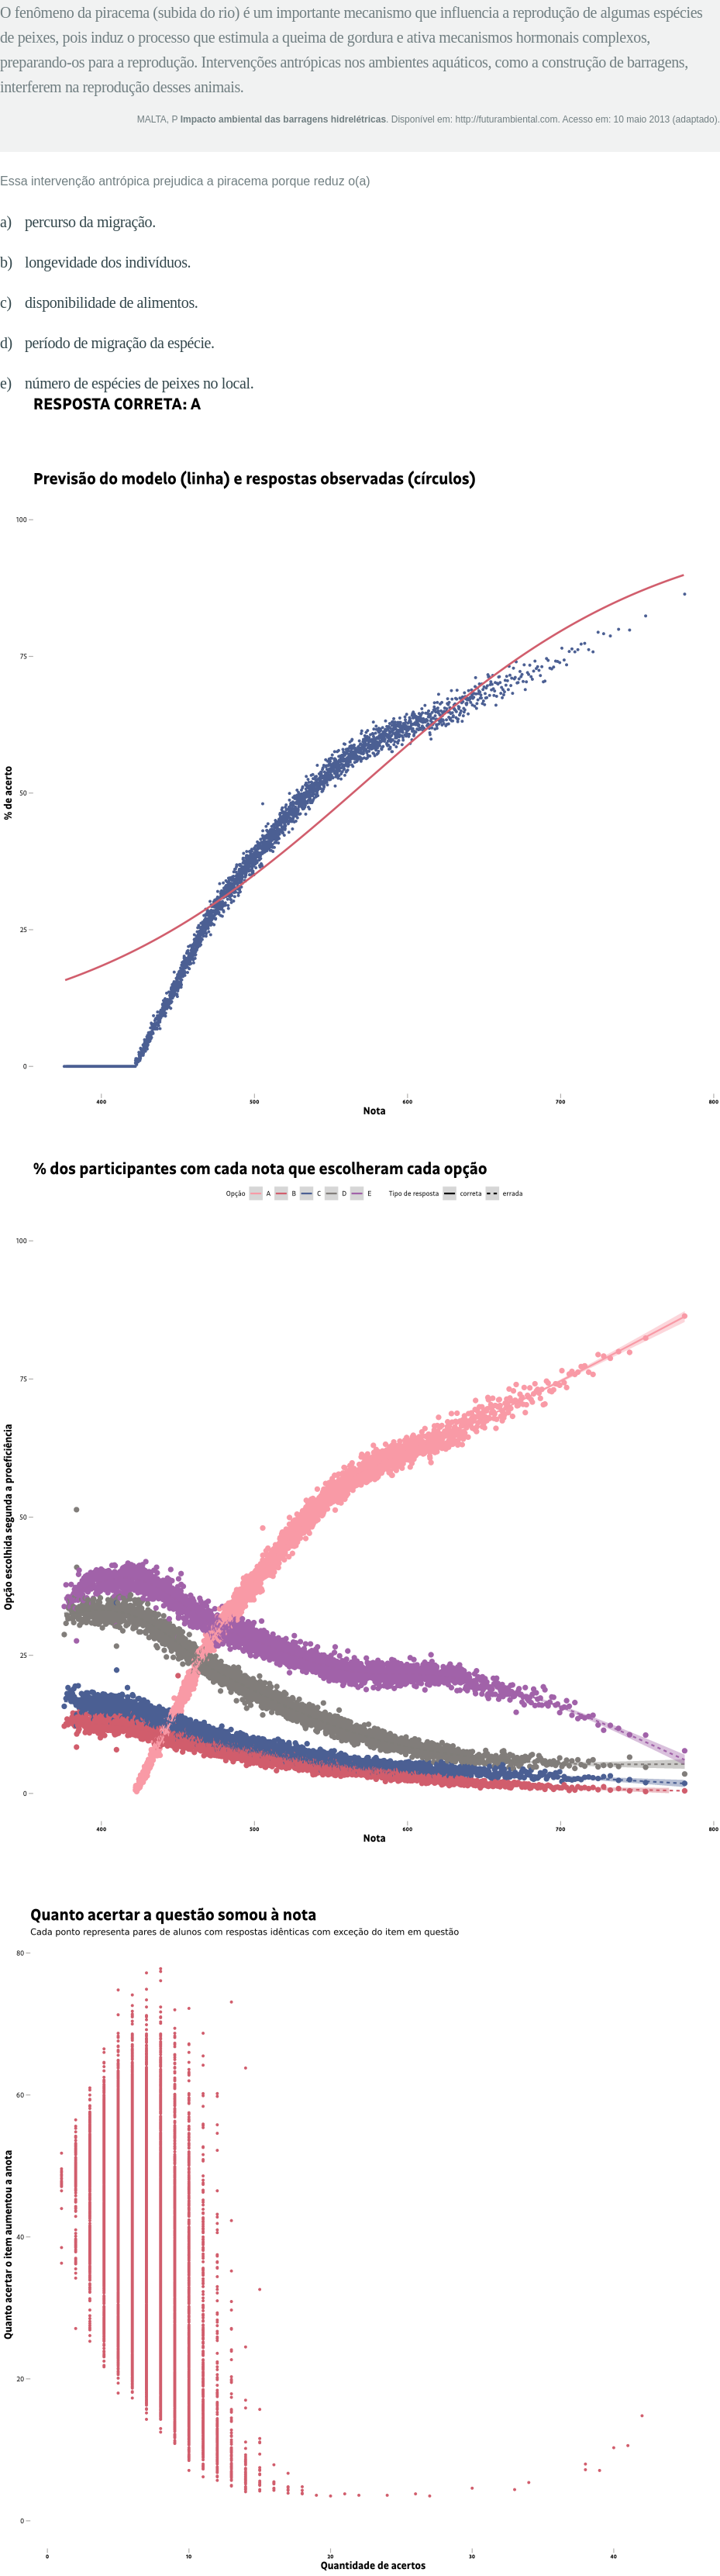 O fenômeno da piracema (subida do rio) é um importante mecanismo que influencia a reprodução de algumas espécies
de peixes, pois induz o processo que estimula a queima de gordura e ativa mecanismos hormonais complexos,
preparando-os para a reprodução. Intervenções antrópicas nos ambientes aquáticos, como a construção de barragens,
interferem na reprodução desses animais.
MALTA, P Impacto ambiental das barragens hidrelétricas. Disponível em: http://futurambiental.com. Acesso em: 10 maio 2013 (adaptado).
Essa intervenção antrópica prejudica a piracema porque reduz o(a)
a) percurso da migração.
b) longevidade dos indivíduos.
c) disponibilidade de alimentos.
d) período de migração da espécie.
e) número de espécies de peixes no local.
RESPOSTA CORRETA: A
Previsão do modelo (linha) e respostas observadas (círculos)
100
75
50
25
0
% de acerto
400 500 600 700 800
Nota
% dos participantes com cada nota que escolheram cada opção
Opção A B C D E Tipo de resposta correta errada
100
75
50
25
0
Opção escolhida segunda a proeficiência
400 500 600 700 800
Nota
Quanto acertar a questão somou à nota
Cada ponto representa pares de alunos com respostas idênticas com exceção do item em questão
80
60
40
20
0
Quanto acertar o item aumentou a anota
0 10 20 30 40
Quantidade de acertos